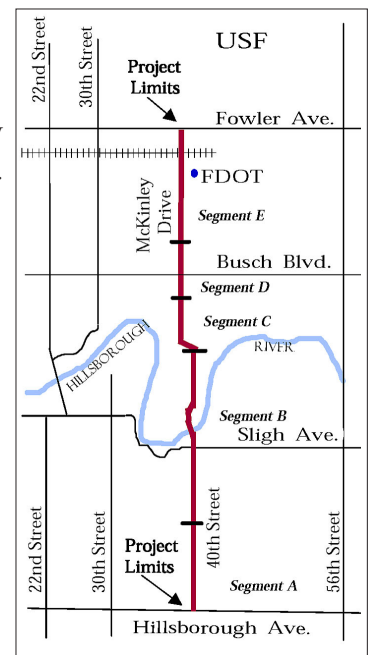 USF
22nd Street
30th Street
Project
Limits
Fowler Ave.
FDOT
McKinley
Drive
Segment E
Busch Blvd.
Segment D
Segment C
HILLSBOROUGH
RIVER
Segment B
Sligh Ave.
22nd Street
30th Street
40th Street
56th Street
Project
Limits
Segment A
Hillsborough Ave.